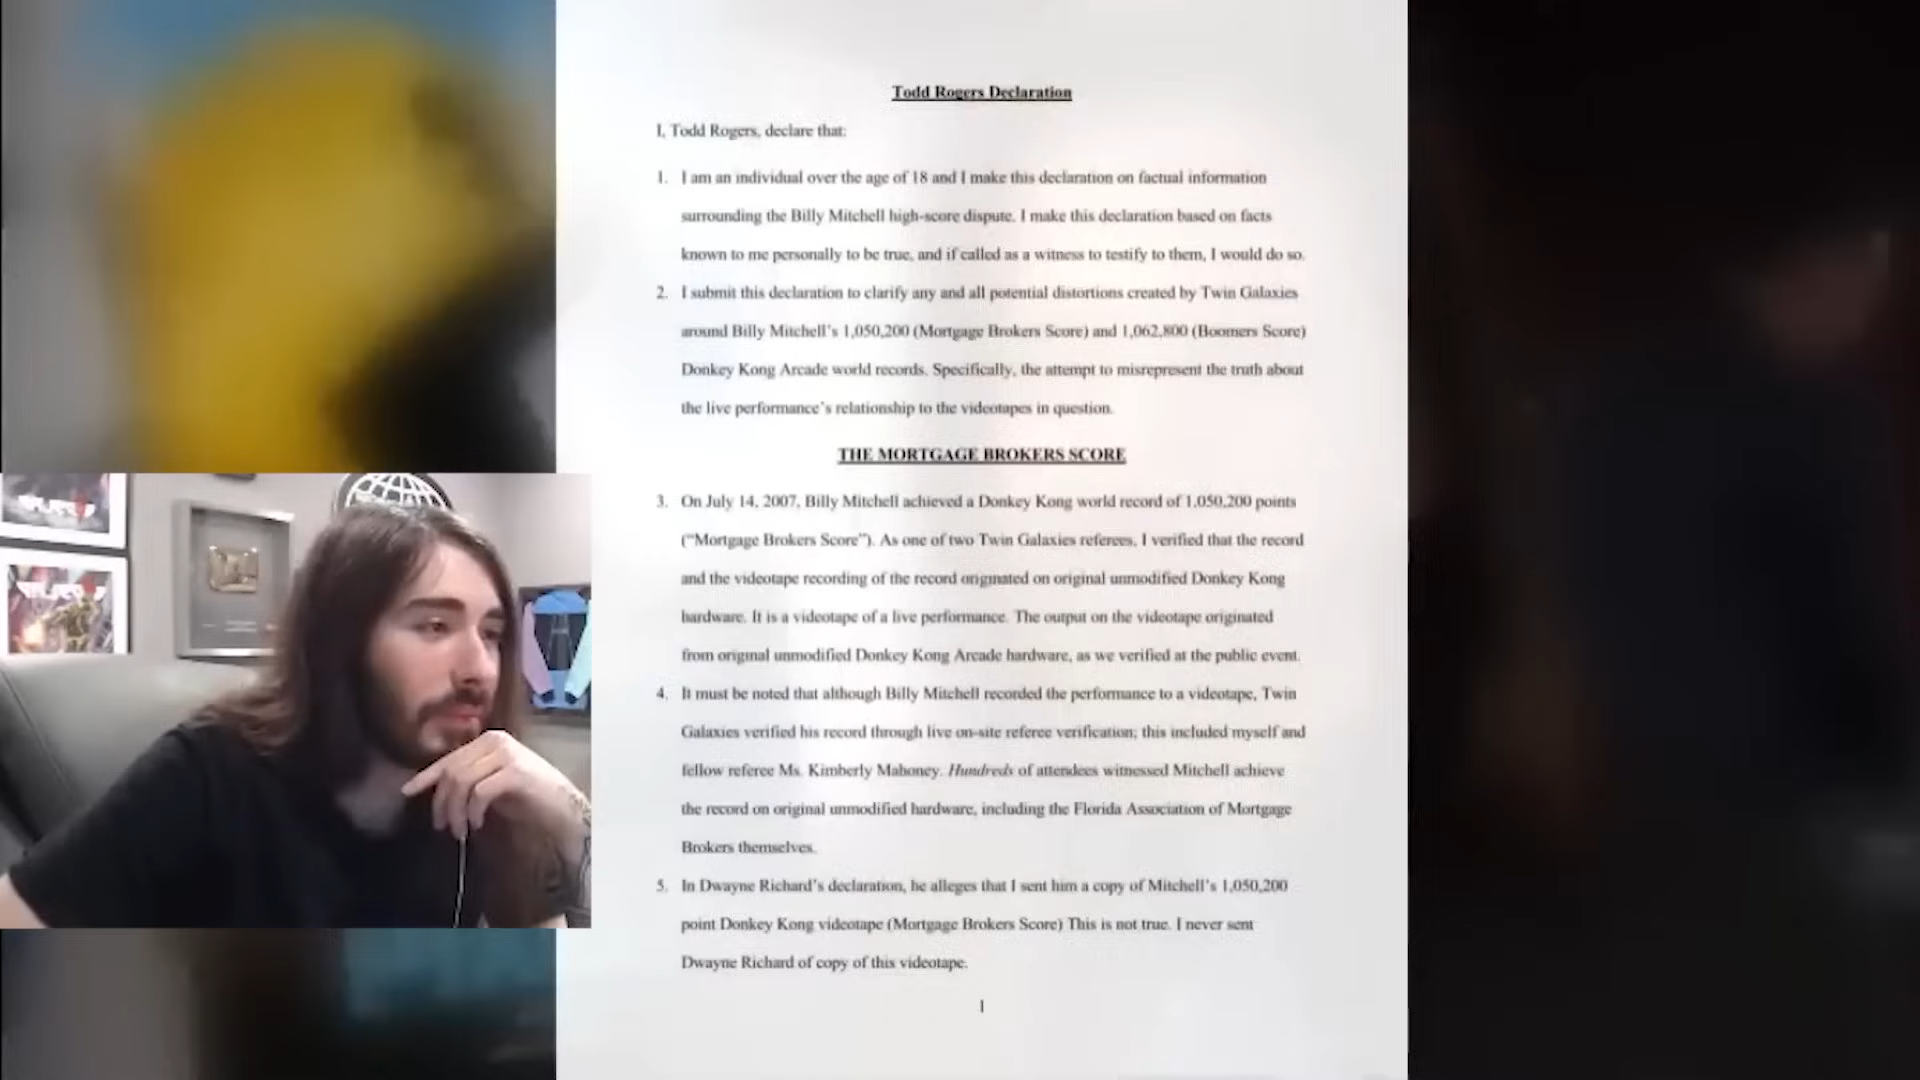 Todd Rogers Declaration
I, Todd Rogers, declare that:
1. I am an individual over the age of 18 and I make this declaration on factual information
surrounding the Billy Mitchell high-score dispute. I make this declaration based on facts
known to me personally to be true, and if called as a witness to testify to them, I would do so.
2. I submit this declaration to clarify any and all potential distortions created by Twin Galaxies
around Billy Mitchell's 1,050,200 (Mortgage Brokers Score) and 1,062,800 (Boomers Score)
Donkey Kong Arcade world records. Specifically, the attempt to misrepresent the truth about
the live performance's relationship to the videotapes in question.
THE MORTGAGE BROKERS SCORE
3. On July 14, 2007, Billy Mitchell achieved a Donkey Kong world record of 1,050,200 points
("Mortgage Brokers Score"). As one of two Twin Galaxies referees, I verified that the record
and the videotape recording of the record originated on original unmodified Donkey Kong
hardware. It is a videotape of a live performance. The output on the videotape originated
from original unmodified Donkey Kong Arcade hardware, as we verified at the public event.
4. It must be noted that although Billy Mitchell recorded the performance to a videotape, Twin
Galaxies verified his record through live on-site referee verification; this included myself and
fellow referee Ms. Kimberly Mahoney. Hundreds of attendees witnessed Mitchell achieve
the record on original unmodified hardware, including the Florida Association of Mortgage
Brokers themselves.
5. In Dwayne Richard's declaration, he alleges that I sent him a copy of Mitchell's 1,050,200
point Donkey Kong videotape (Mortgage Brokers Score) This is not true. I never sent
Dwayne Richard of copy of this videotape.
1